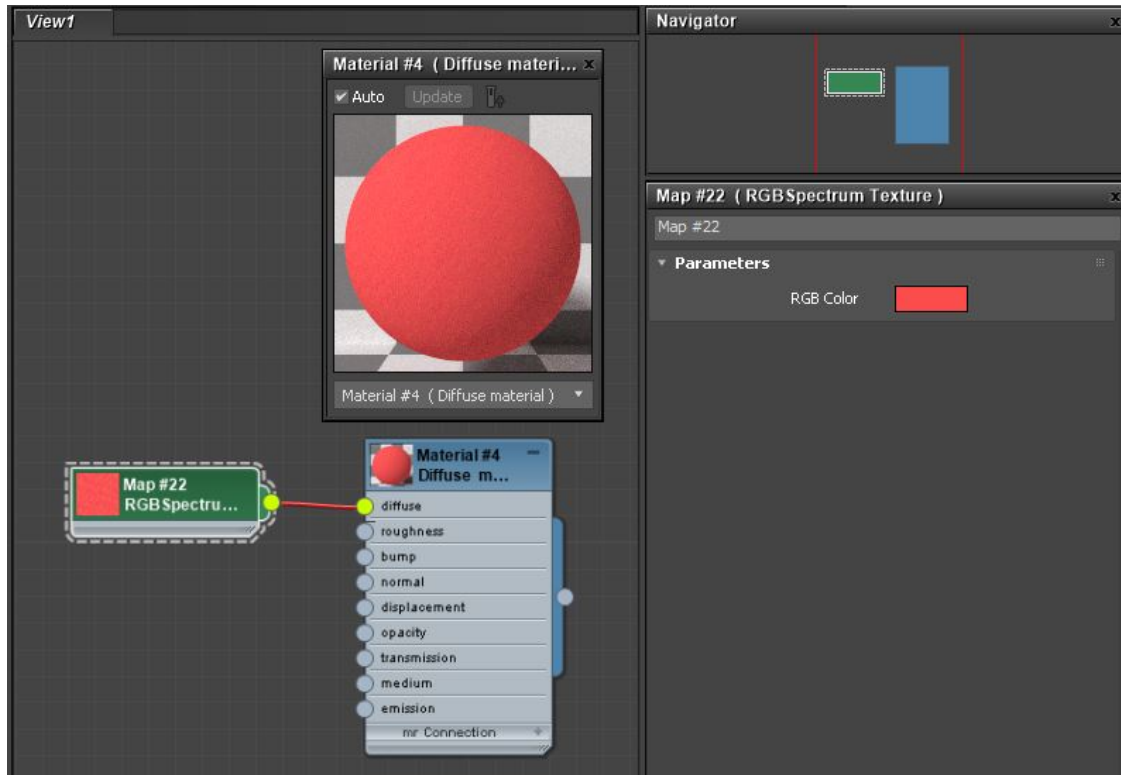 View1
Material #4 ( Diffuse materi... x
Auto Update
Material #4 ( Diffuse material )
Map #22
RGBSpectru...
Material #4
Diffuse m...
diffuse
roughness
bump
normal
displacement
opacity
transmission
medium
emission
mr Connection
Navigator x
Map #22 ( RGBSpectrum Texture ) x
Map #22
Parameters
RGB Color